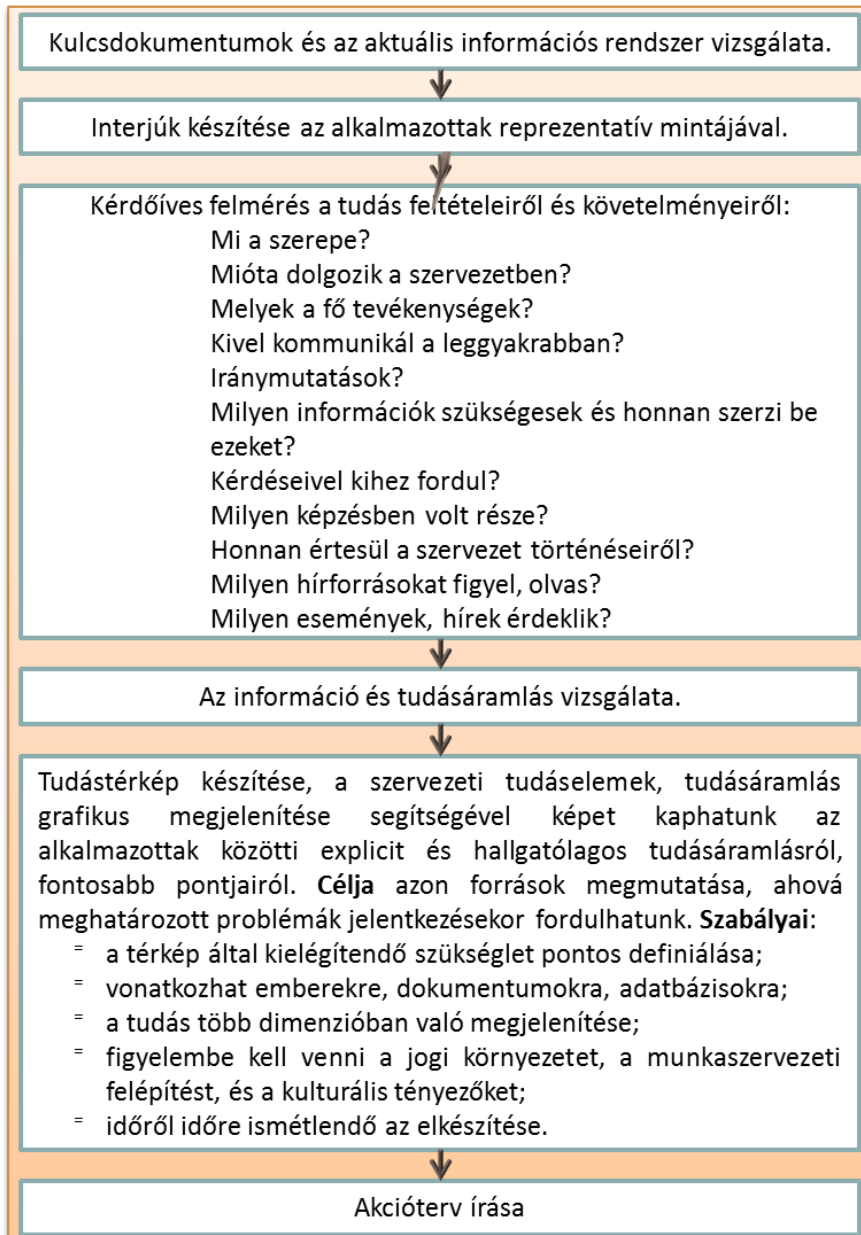 Kulcsdokumentumok és az aktuális információs rendszer vizsgálata.
Interjúk készítése az alkalmazottak reprezentatív mintájával.
Kérdőíves felmérés a tudás feltételeiről és követelményeiről:
Mi a szerepe?
Mióta dolgozik a szervezetben?
Melyek a fő tevékenységek?
Kivel kommunikál a leggyakrabban?
Iránymutatások?
Milyen információk szükségesek és honnan szerzi be
ezeket?
Kérdéseivel kihez fordul?
Milyen képzésben volt része?
Honnan értesül a szervezet történéseiről?
Milyen hírforrásokat figyel, olvas?
Milyen események, hírek érdeklik?
Az információ és tudásáramlás vizsgálata.
Tudástérkép készítése, a szervezeti tudáselemek, tudásáramlás
grafikus megjelenítése segítségével képet kaphatunk az
alkalmazottak közötti explicit és hallgatólagos tudásáramlásról,
fontosabb pontjairól. Célja azon források megmutatása, ahová
meghatározott problémák jelentkezésekor fordulhatunk. Szabályai:
= a térkép által kielégítendő szükséglet pontos definiálása;
= vonatkozhat emberekre, dokumentumokra, adatbázisokra;
= a tudás több dimenzióban való megjelenítése;
= figyelembe kell venni a jogi környezetet, a munkaszervezeti
felépítést, és a kulturális tényezőket;
= időről időre ismétlendő az elkészítése.
Akcióterv írása